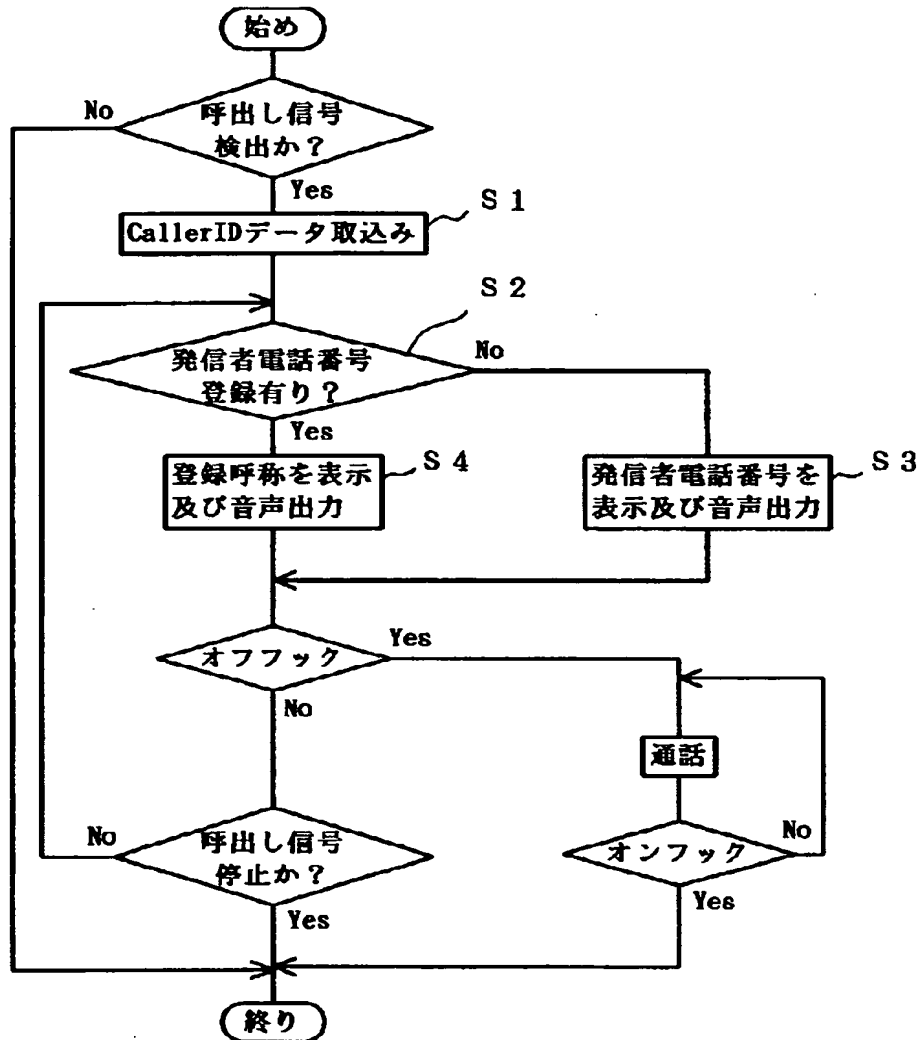 始め
呼出し信号
検出か？
No
Yes
CallerIDデータ取込み
S1
S2
発信者電話番号
登録有り？
No
Yes
登録呼称を表示
及び音声出力
S4
発信者電話番号を
表示及び音声出力
S3
オフフック
Yes
No
通話
呼出し信号
停止か？
No
Yes
オンフック
No
Yes
終り